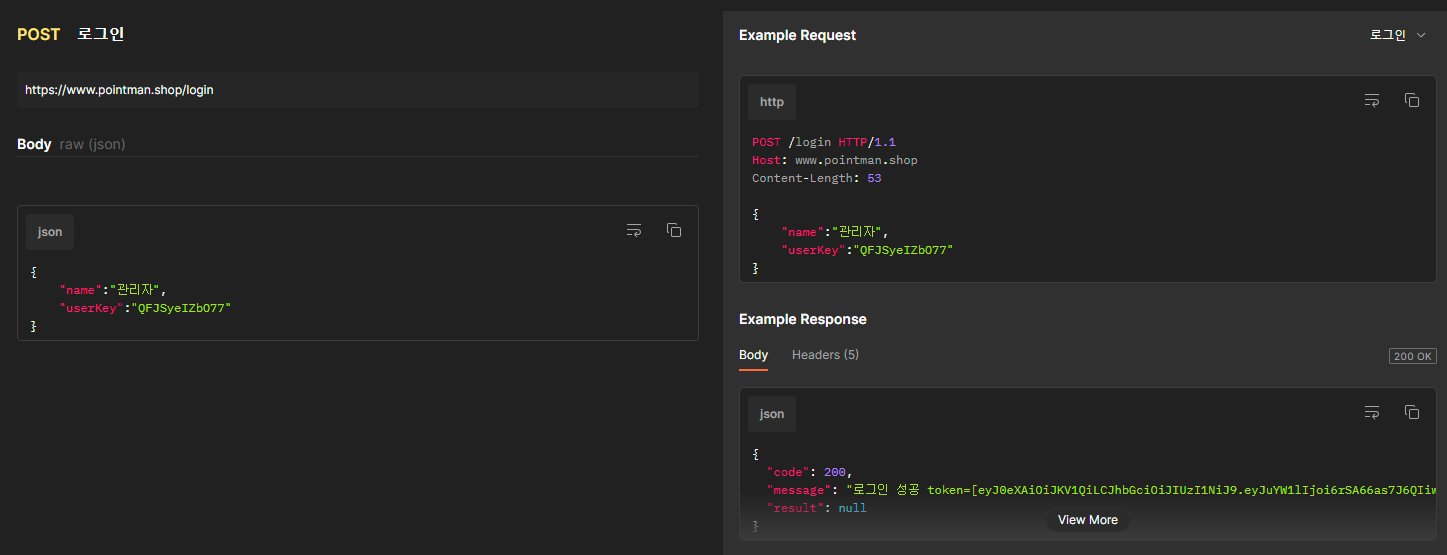 POST 로그인
https://www.pointman.shop/login
Body raw (json)
json
{
"name":"관리자",
"userKey":"QFJSyeIZbO77"
}
Example Request
로그인
http
POST /login HTTP/1.1
Host: www.pointman.shop
Content-Length: 53
{
"name":"관리자",
"userKey":"QFJSyeIZbO77"
}
Example Response
Body Headers (5)
200 OK
json
{
"code": 200,
"message": "로그인 성공 token=[eyJ0eXAiOiJKV1QiLCJhbGciOiJIUzI1NiJ9.eyJuYW1lIjoi6rSA66as7J6QIiw
"result": null
}
View More